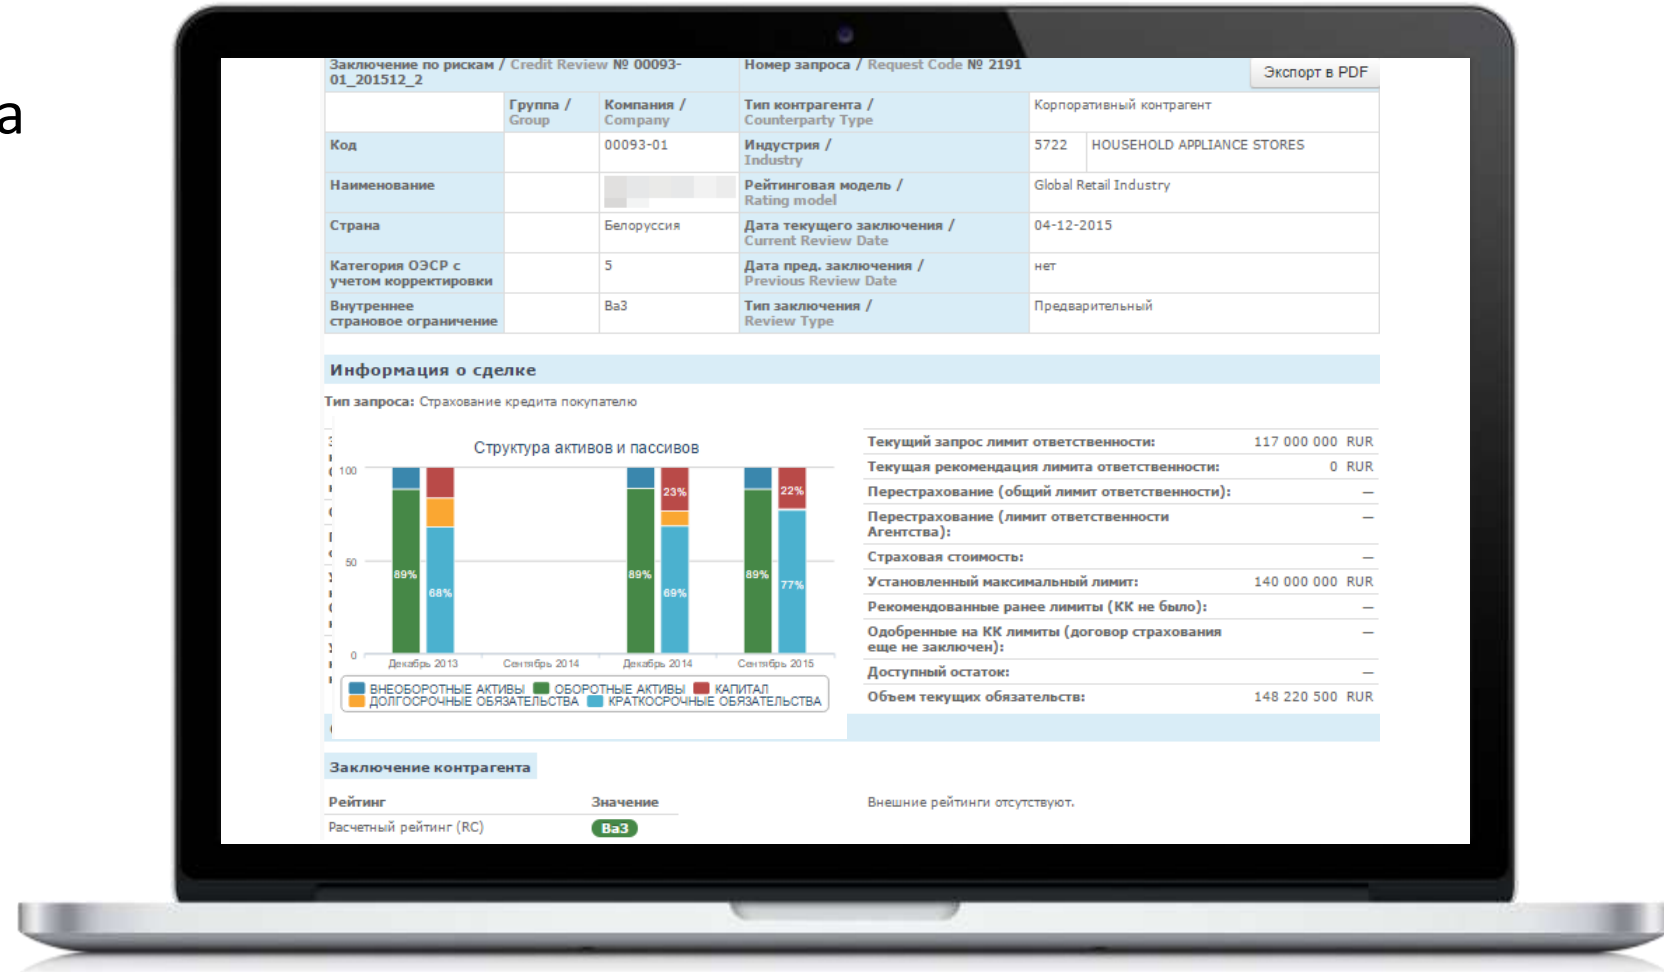 а
Заключение по рискам / Credit Review № 00093-
01_201512_2
Номер запроса / Request Code № 2191
Экспорт в PDF
Группа /
Group
Компания /
Company
Тип контрагента /
Counterparty Type
Корпоративный контрагент
Код
00093-01
Индустрия /
Industry
5722 HOUSEHOLD APPLIANCE STORES
Наименование
Рейтинговая модель /
Rating model
Global Retail Industry
Страна
Белоруссия
Дата текущего заключения /
Current Review Date
04-12-2015
Категория ОЭСР с
учетом корректировки
5
Дата пред. заключения /
Previous Review Date
нет
Внутреннее
страновое ограничение
Ba3
Тип заключения /
Review Type
Предварительный
Информация о сделке
Тип запроса: Страхование кредита покупателю
Структура активов и пассивов
100
50
0
89%
68%
89%
23%
69%
89%
22%
77%
Декабрь 2013
Сентябрь 2014
Декабрь 2014
Сентябрь 2015
ВНЕОБОРОТНЫЕ АКТИВЫ ОБОРОТНЫЕ АКТИВЫ КАПИТАЛ
ДОЛГОСРОЧНЫЕ ОБЯЗАТЕЛЬСТВА КРАТКОСРОЧНЫЕ ОБЯЗАТЕЛЬСТВА
Текущий запрос лимит ответственности: 117 000 000 RUR
Текущая рекомендация лимита ответственности: 0 RUR
Перестрахование (общий лимит ответственности): —
Перестрахование (лимит ответственности
Агентства): —
Страховая стоимость: —
Установленный максимальный лимит: 140 000 000 RUR
Рекомендованные ранее лимиты (КК не было): —
Одобренные на КК лимиты (договор страхования
еще не заключен): —
Доступный остаток: —
Объем текущих обязательств: 148 220 500 RUR
Заключение контрагента
Рейтинг Значение
Расчетный рейтинг (RC) Ba3
Внешние рейтинги отсутствуют.